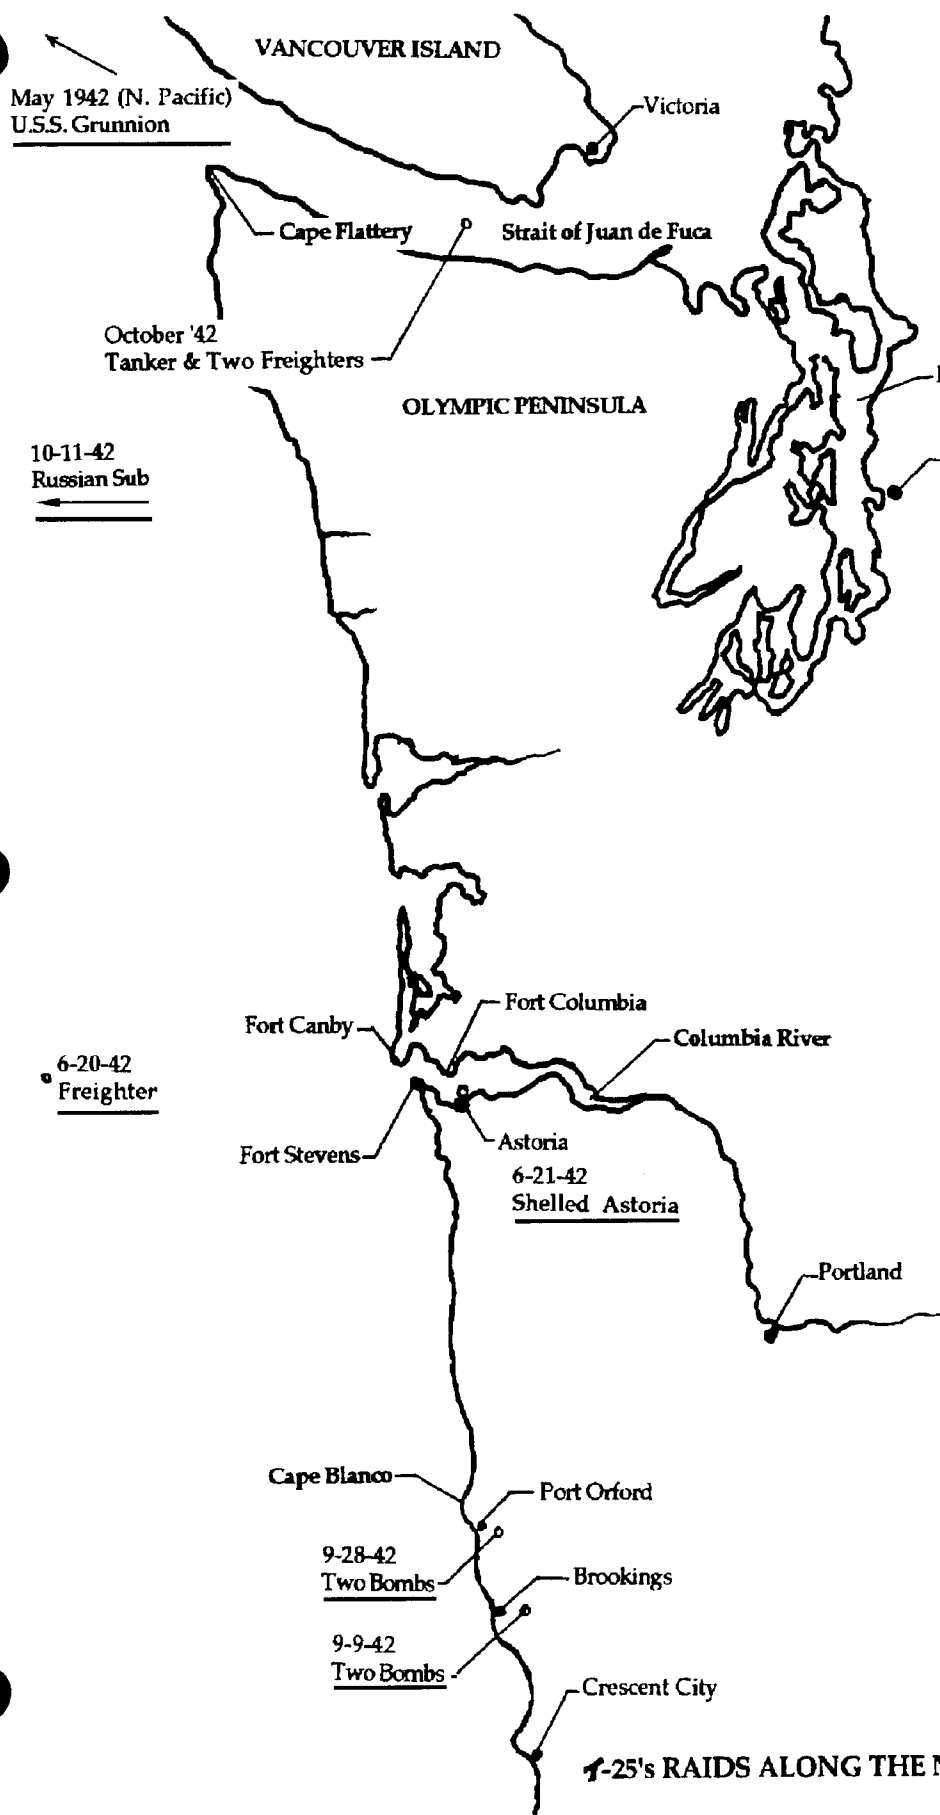 VANCOUVER ISLAND
May 1942 (N. Pacific)
U.S.S. Grunnion
Victoria
Cape Flattery
Strait of Juan de Fuca
October '42
Tanker & Two Freighters
OLYMPIC PENINSULA
10-11-42
Russian Sub
Fort Columbia
Fort Canby
Columbia River
6-20-42
Freighter
Astoria
Fort Stevens
6-21-42
Shelled Astoria
Portland
Cape Blanco
Port Orford
9-28-42
Two Bombs
Brookings
9-9-42
Two Bombs
Crescent City
I-25's RAIDS ALONG THE